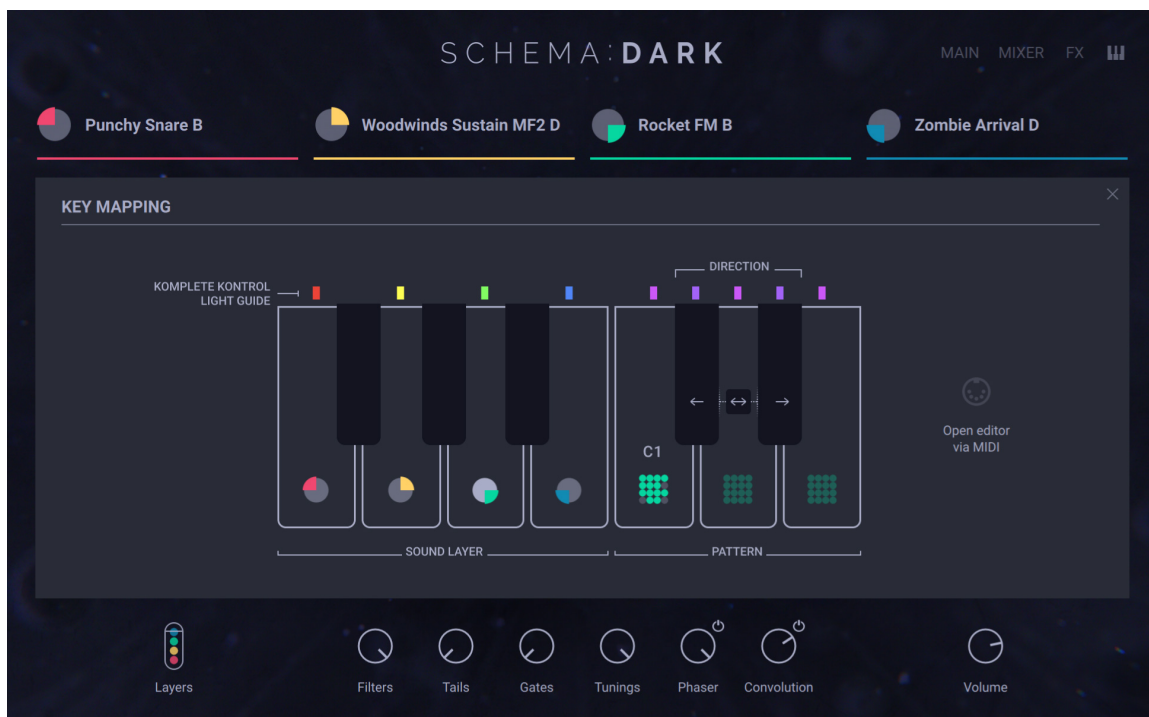 SCHEMA:DARK
MAIN MIXER FX
Punchy Snare B
Woodwinds Sustain MF2 D
Rocket FM B
Zombie Arrival D
KEY MAPPING
DIRECTION
KOMPLETE KONTROL
LIGHT GUIDE
C1
Open editor
via MIDI
SOUND LAYER
PATTERN
Layers
Filters
Tails
Gates
Tunings
Phaser
Convolution
Volume